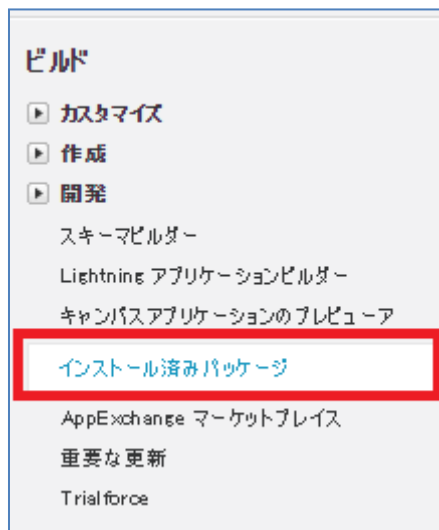 ビルド
カスタマイズ
作成
開発
スキーマビルダー
Lightning アプリケーションビルダー
キャンバスアプリケーションのプレビューア
インストール済みパッケージ
AppExchange マーケットプレイス
重要な更新
Trialforce